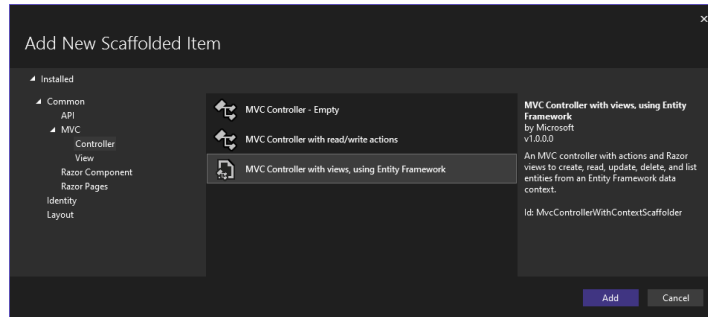 Add New Scaffolded Item
Installed
Common
API
MVC
Controller
View
Razor Component
Razor Pages
Identity
Layout
MVC Controller - Empty
MVC Controller with read/write actions
MVC Controller with views, using Entity Framework
MVC Controller with views, using Entity
Framework
by Microsoft
v1.0.0.0
An MVC controller with actions and Razor
views to create, read, update, delete, and list
entities from an Entity Framework data
context.
Id: MvcControllerWithContextScaffolder
Add
Cancel